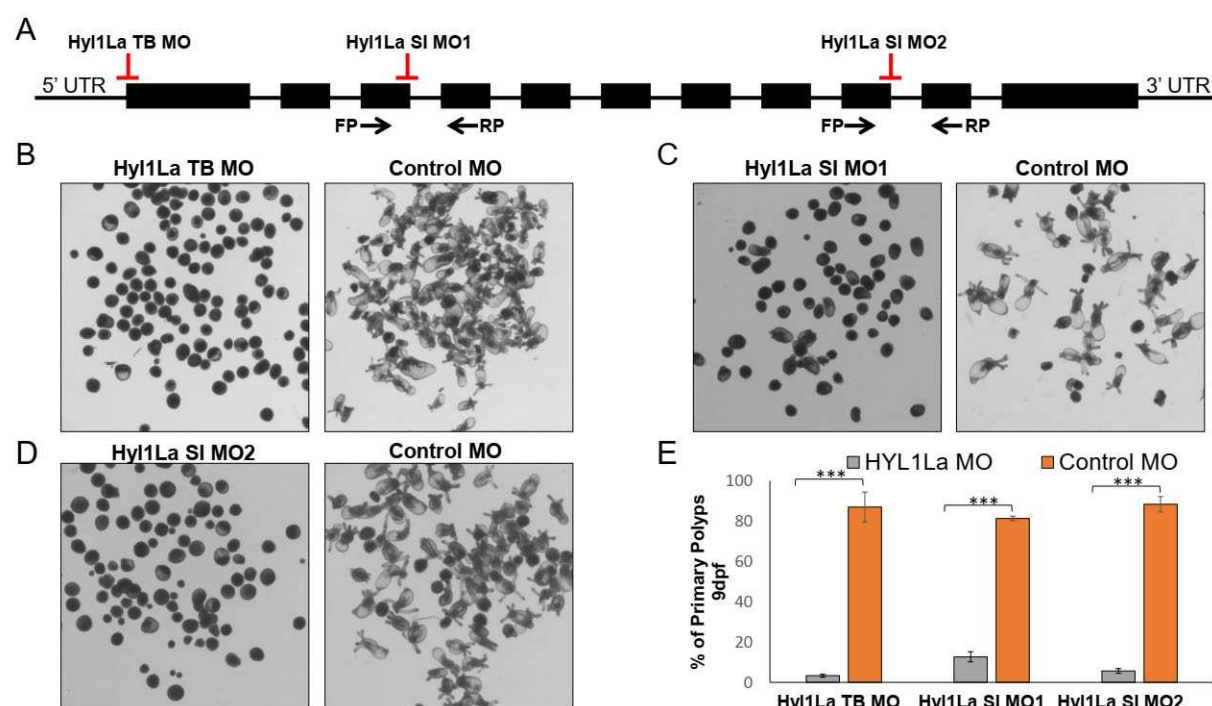 A
Hyl1La TB MO
Hyl1La SI MO1
Hyl1La SI MO2
5’ UTR
3’ UTR
FP
RP
FP
RP
B
Hyl1La TB MO
Control MO
C
Hyl1La SI MO1
Control MO
D
Hyl1La SI MO2
Control MO
E
HYL1La MO
Control MO
% of Primary Polyps
9dpf
100
80
60
40
20
0
***
***
***
Hyl1La TB MO
Hyl1La SI MO1
Hyl1La SI MO2